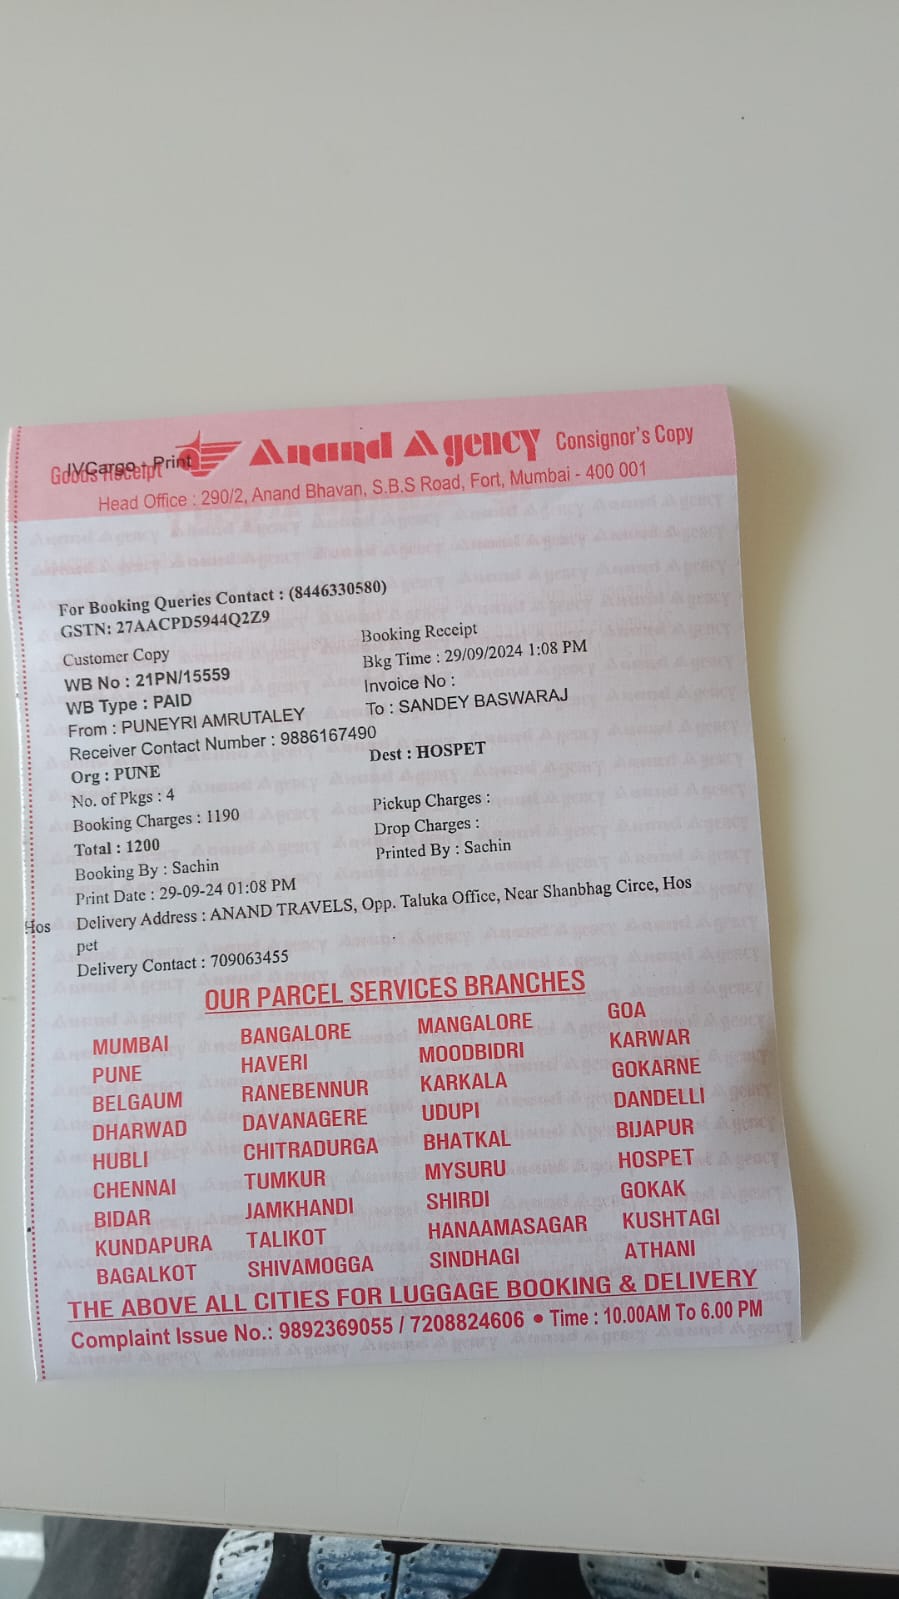 Anand Agency Consignor's Copy
Goods Receipt
IVCargo - Print
Head Office : 290/2, Anand Bhavan, S.B.S Road, Fort, Mumbai - 400 001
For Booking Queries Contact : (8446330580)
GSTN: 27AACPD5944Q2Z9
Customer Copy Booking Receipt
WB No : 21PN/15559 Bkg Time : 29/09/2024 1:08 PM
WB Type : PAID Invoice No :
From : PUNEYRI AMRUTALEY To : SANDEY BASWARAJ
Receiver Contact Number : 9886167490
Org : PUNE Dest : HOSPET
No. of Pkgs : 4
Booking Charges : 1190 Pickup Charges :
Total : 1200 Drop Charges :
Booking By : Sachin Printed By : Sachin
Print Date : 29-09-24 01:08 PM
Hos Delivery Address : ANAND TRAVELS, Opp. Taluka Office, Near Shanbhag Circe, Hos
pet
Delivery Contact : 709063455
OUR PARCEL SERVICES BRANCHES
MUMBAI BANGALORE MANGALORE GOA
PUNE HAVERI MOODBIDRI KARWAR
BELGAUM RANEBENNUR KARKALA GOKARNE
DHARWAD DAVANAGERE UDUPI DANDELLI
HUBLI CHITRADURGA BHATKAL BIJAPUR
CHENNAI TUMKUR MYSURU HOSPET
BIDAR JAMKHANDI SHIRDI GOKAK
KUNDAPURA TALIKOT HANAAMASAGAR KUSHTAGI
BAGALKOT SHIVAMOGGA SINDHAGI ATHANI
THE ABOVE ALL CITIES FOR LUGGAGE BOOKING & DELIVERY
Complaint Issue No.: 9892369055 / 7208824606 ● Time : 10.00AM To 6.00 PM